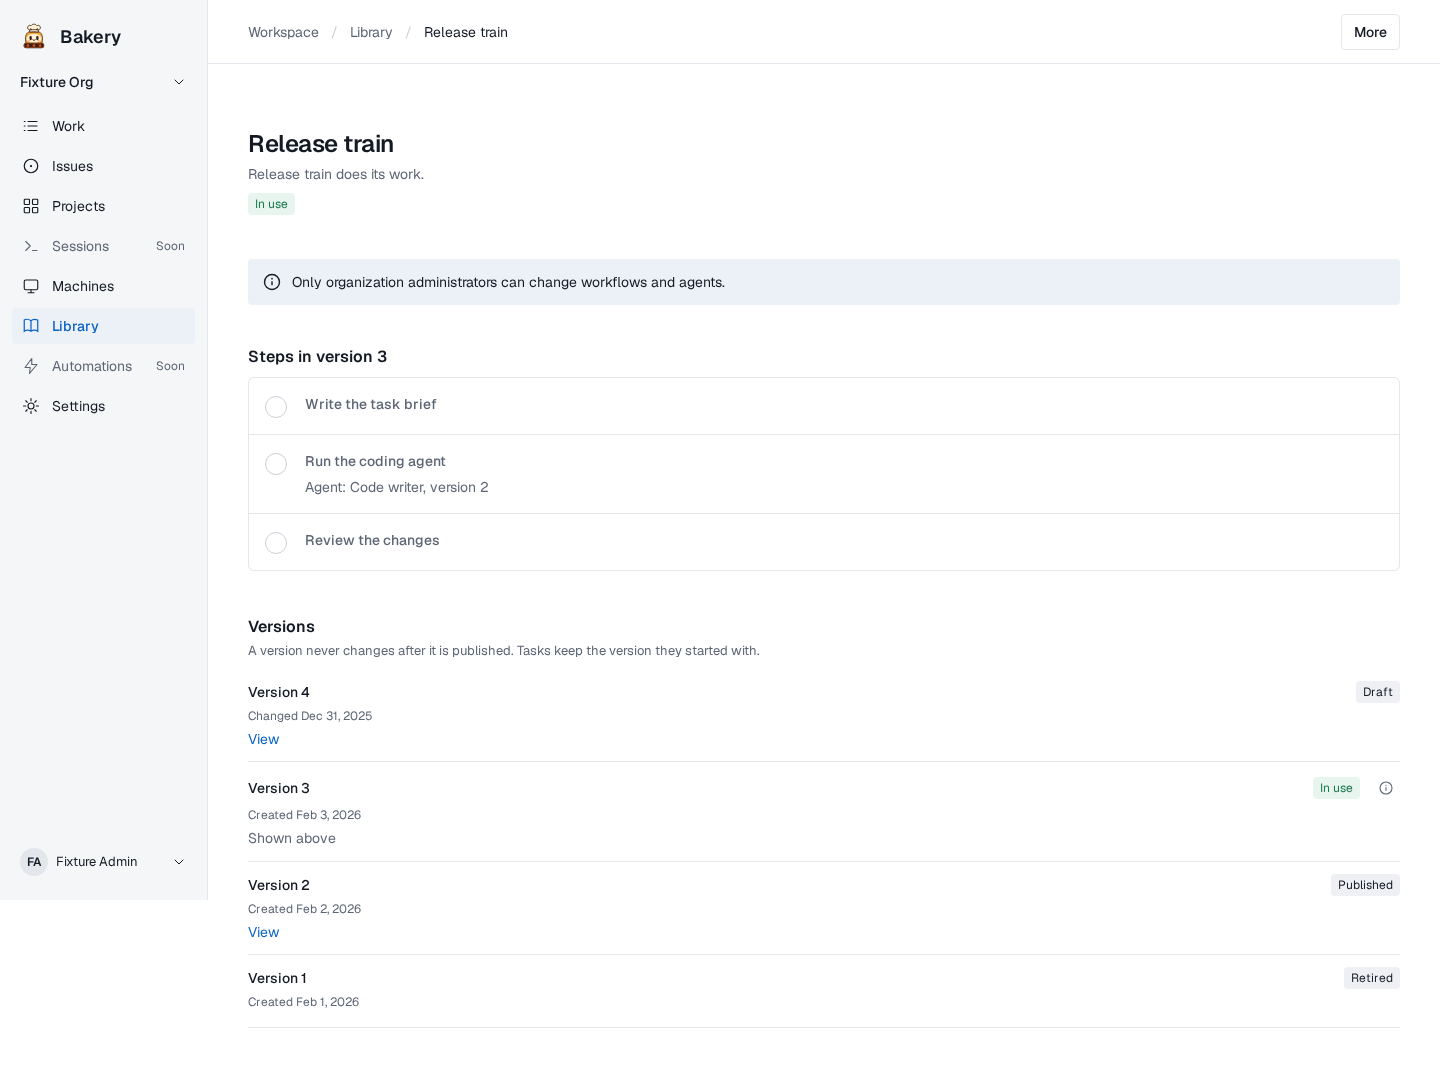 Bakery
Fixture Org
Work
Issues
Projects
Sessions Soon
Machines
Library
Automations Soon
Settings
FA Fixture Admin
Workspace / Library / Release train
More
Release train
Release train does its work.
In use
Only organization administrators can change workflows and agents.
Steps in version 3
Write the task brief
Run the coding agent
Agent: Code writer, version 2
Review the changes
Versions
A version never changes after it is published. Tasks keep the version they started with.
Version 4 Draft
Changed Dec 31, 2025
View
Version 3 In use
Created Feb 3, 2026
Shown above
Version 2 Published
Created Feb 2, 2026
View
Version 1 Retired
Created Feb 1, 2026